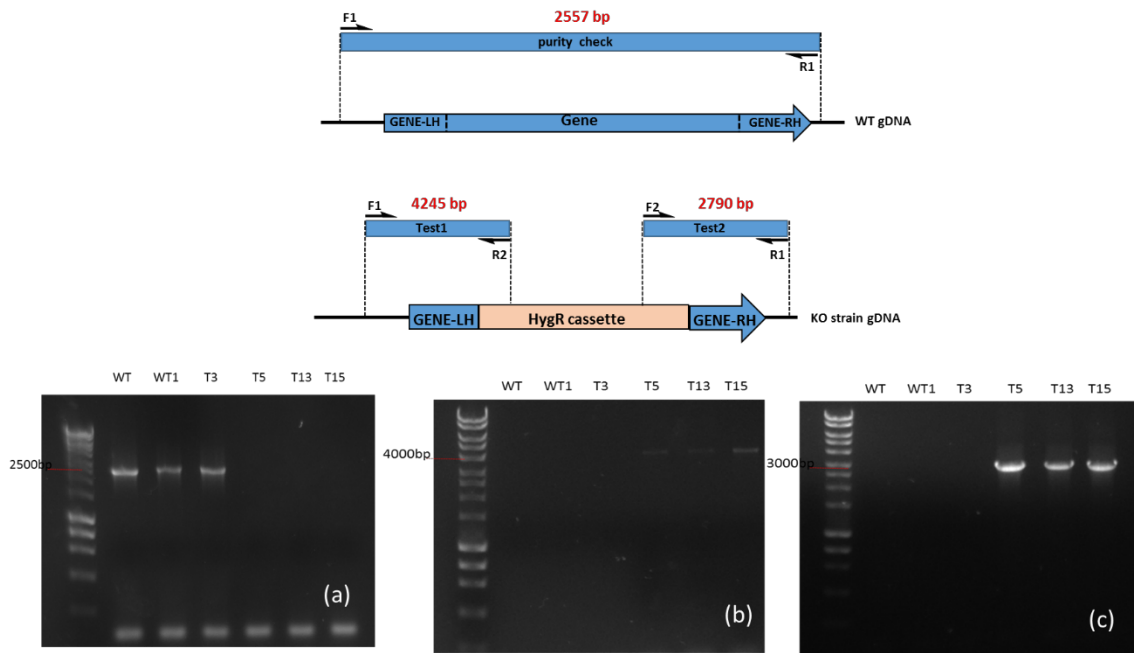 F1
2557 bp
purity check
R1
GENE-LH
Gene
GENE-RH
WT gDNA
F1
4245 bp
F2
2790 bp
Test1
Test2
R2
R1
GENE-LH
HygR cassette
GENE-RH
KO strain gDNA
WT WT1 T3 T5 T13 T15
2500bp
(a)
WT WT1 T3 T5 T13 T15
4000bp
(b)
WT WT1 T3 T5 T13 T15
3000bp
(c)